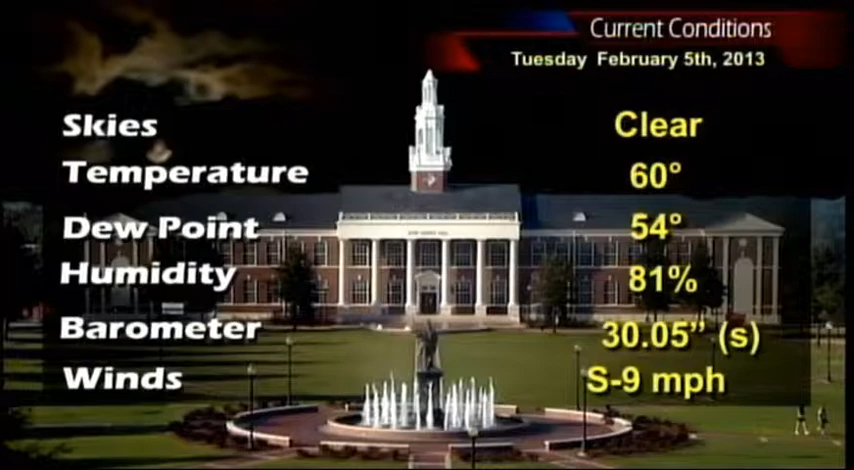 Current Conditions
Tuesday February 5th, 2013
Skies Clear
Temperature 60°
Dew Point 54°
Humidity 81%
Barometer 30.05” (s)
Winds S-9 mph